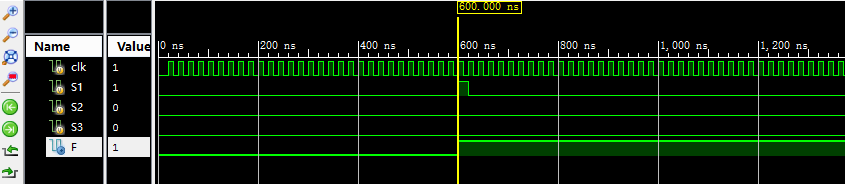 600.000 ns
Name Value 0 ns 200 ns 400 ns 600 ns 800 ns 1,000 ns 1,200 ns
clk 1
S1 1
S2 0
S3 0
F 1